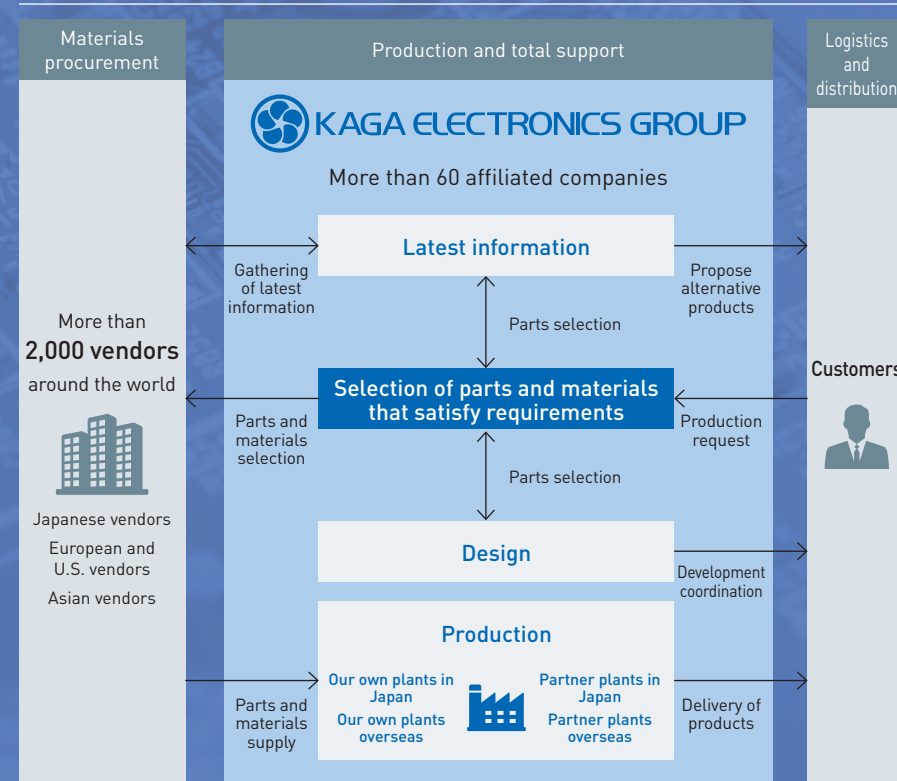 Materials
procurement
Production and total support
Logistics
and
distribution
KAGA ELECTRONICS GROUP
More than 60 affiliated companies
Latest information
Gathering
of latest
information
Propose
alternative
products
Parts selection
More than
2,000 vendors
around the world
Selection of parts and materials
that satisfy requirements
Customers
Parts and
materials
selection
Production
request
Parts selection
Japanese vendors
European and
U.S. vendors
Asian vendors
Design
Development
coordination
Production
Our own plants in
Japan
Our own plants
overseas
Partner plants in
Japan
Partner plants
overseas
Parts and
materials
supply
Delivery of
products